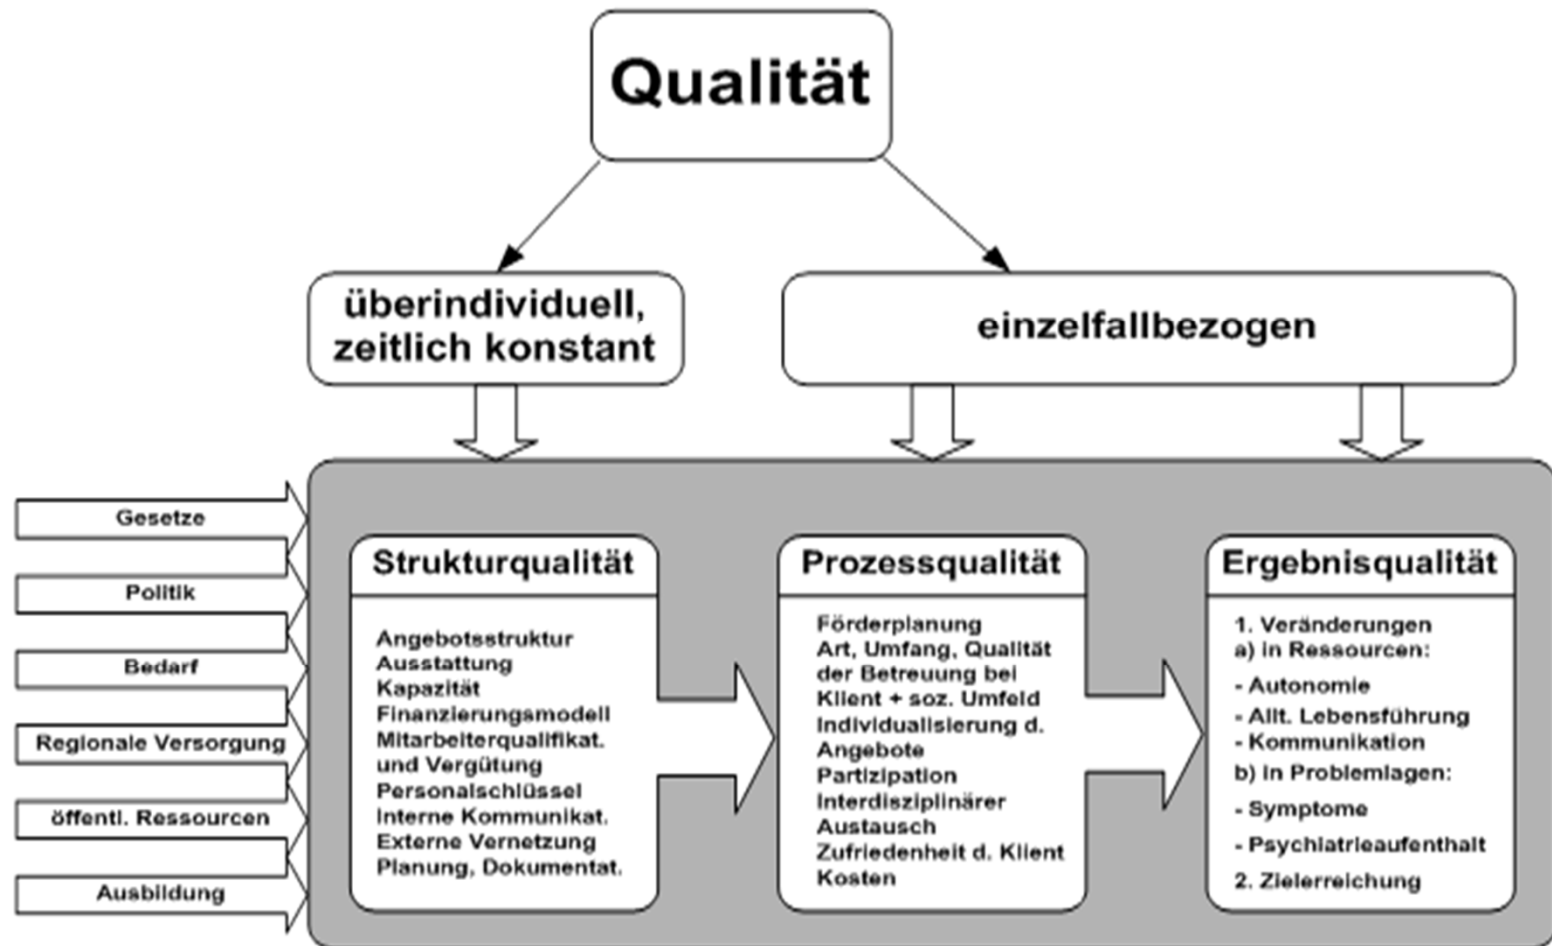 Qualität
überindividuell,
zeitlich konstant
einzelfallbezogen
Gesetze
Politik
Bedarf
Regionale Versorgung
öffentl. Ressourcen
Ausbildung
Strukturqualität
Angebotsstruktur
Ausstattung
Kapazität
Finanzierungsmodell
Mitarbeiterqualifikat.
und Vergütung
Personalschlüssel
Interne Kommunikat.
Externe Vernetzung
Planung, Dokumentat.
Prozessqualität
Förderplanung
Art, Umfang, Qualität
der Betreuung bei
Klient + soz. Umfeld
Individualisierung d.
Angebote
Partizipation
Interdisziplinärer
Austausch
Zufriedenheit d. Klient
Kosten
Ergebnisqualität
1. Veränderungen
a) in Ressourcen:
- Autonomie
- Allt. Lebensführung
- Kommunikation
b) in Problemlagen:
- Symptome
- Psychiatrieaufenthalt
2. Zielerreichung